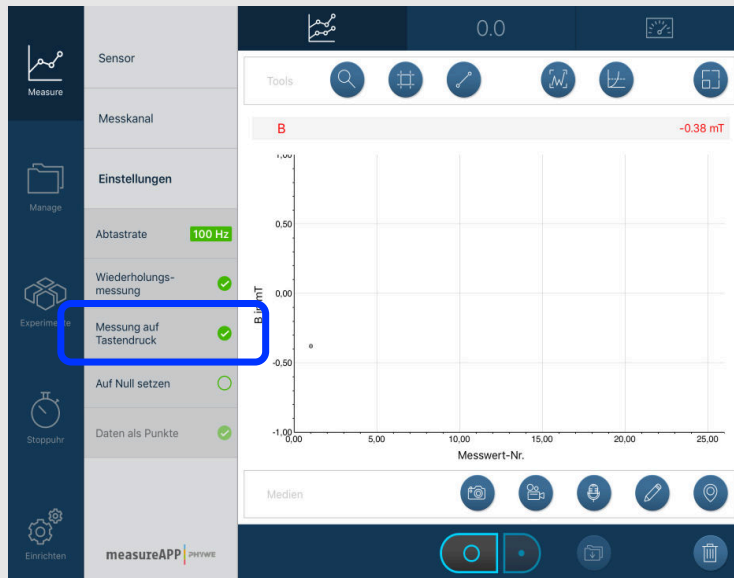 0.0
Measure
Manage
Experimente
Stoppuhr
Einrichten
Sensor
Messkanal
Einstellungen
Abtastrate 100 Hz
Wiederholungs-
messung
Messung auf
Tastendruck
Auf Null setzen
Daten als Punkte
measureAPP PHYWE
Tools
B -0.38 mT
1,00
0,50
0,00
-0,50
-1,00
B in mT
0,00 5,00 10,00 15,00 20,00 25,00
Messwert-Nr.
Medien